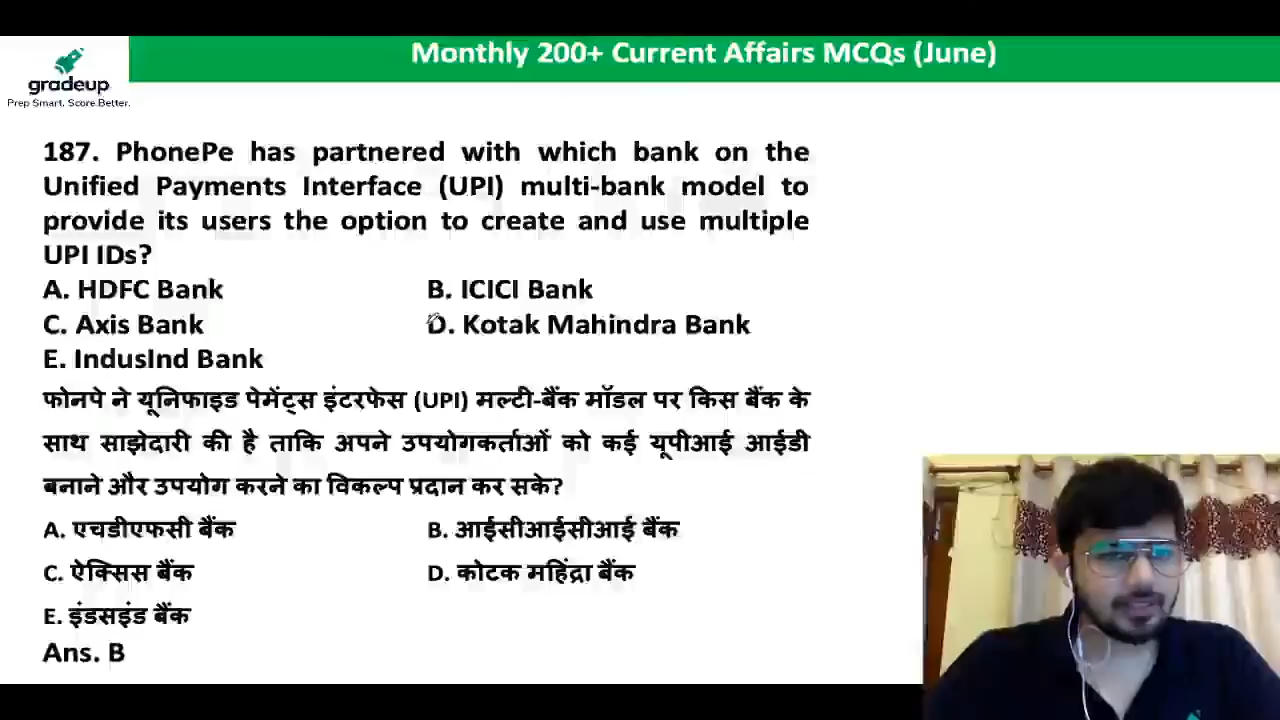 Monthly 200+ Current Affairs MCQs (June)
gradeup
Prep Smart. Score Better.
187. PhonePe has partnered with which bank on the
Unified Payments Interface (UPI) multi-bank model to
provide its users the option to create and use multiple
UPI IDs?
A. HDFC Bank B. ICICI Bank
C. Axis Bank D. Kotak Mahindra Bank
E. IndusInd Bank
फोनपे ने यूनिफाइड पेमेंट्स इंटरफेस (UPI) मल्टी-बैंक मॉडल पर किस बैंक के
साथ साझेदारी की है ताकि अपने उपयोगकर्ताओं को कई यूपीआई आईडी
बनाने और उपयोग करने का विकल्प प्रदान कर सके?
A. एचडीएफसी बैंक B. आईसीआईसीआई बैंक
C. ऐक्सिस बैंक D. कोटक महिंद्रा बैंक
E. इंडसइंड बैंक
Ans. B